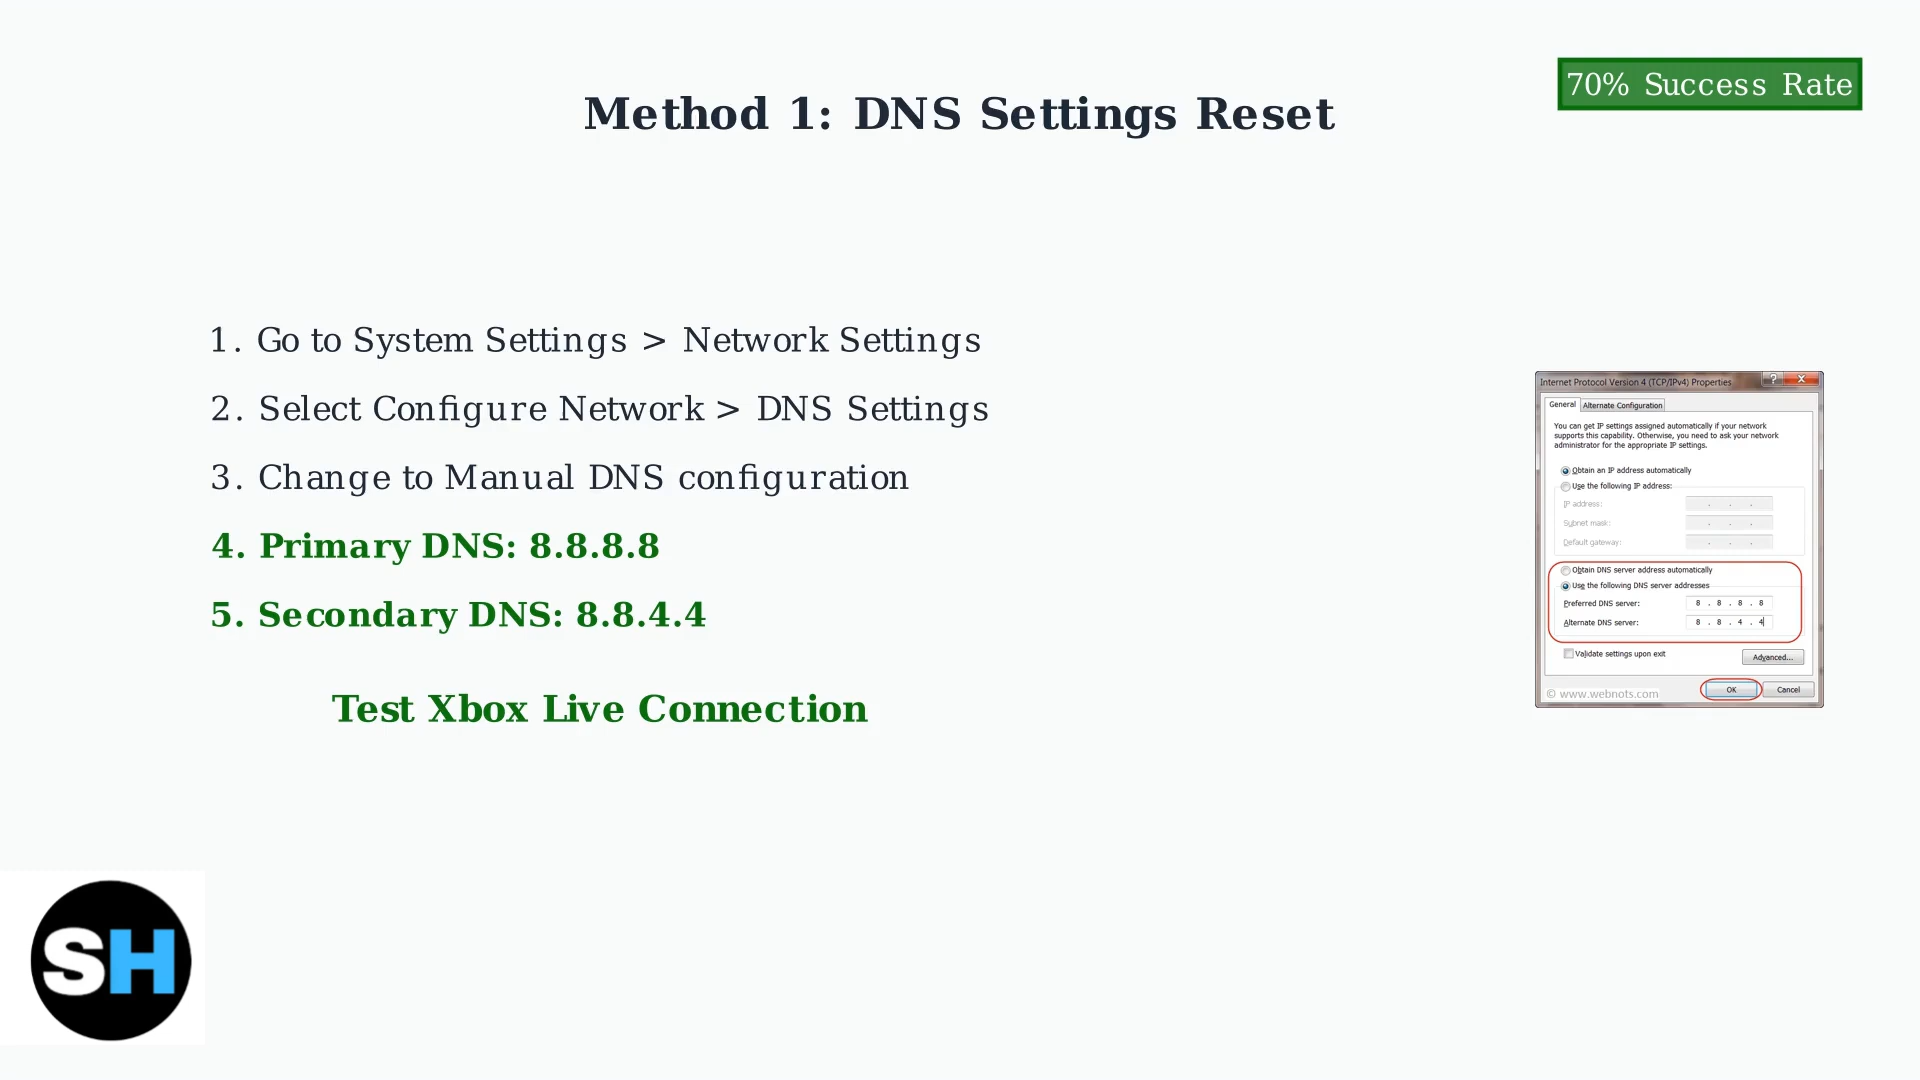 70% Success Rate
Method 1: DNS Settings Reset
1. Go to System Settings > Network Settings
2. Select Configure Network > DNS Settings
3. Change to Manual DNS configuration
4. Primary DNS: 8.8.8.8
5. Secondary DNS: 8.8.4.4
Test Xbox Live Connection
Internet Protocol Version 4 (TCP/IPv4) Properties
? X
General Alternate Configuration
You can get IP settings assigned automatically if your network
supports this capability. Otherwise, you need to ask your network
administrator for the appropriate IP settings.
Obtain an IP address automatically
Use the following IP address:
IP address: . . .
Subnet mask: . . .
Default gateway: . . .
Obtain DNS server address automatically
Use the following DNS server addresses
Preferred DNS server: 8 . 8 . 8 . 8
Alternate DNS server: 8 . 8 . 4 . 4
Validate settings upon exit
Advanced...
© www.webnots.com
OK Cancel
SH